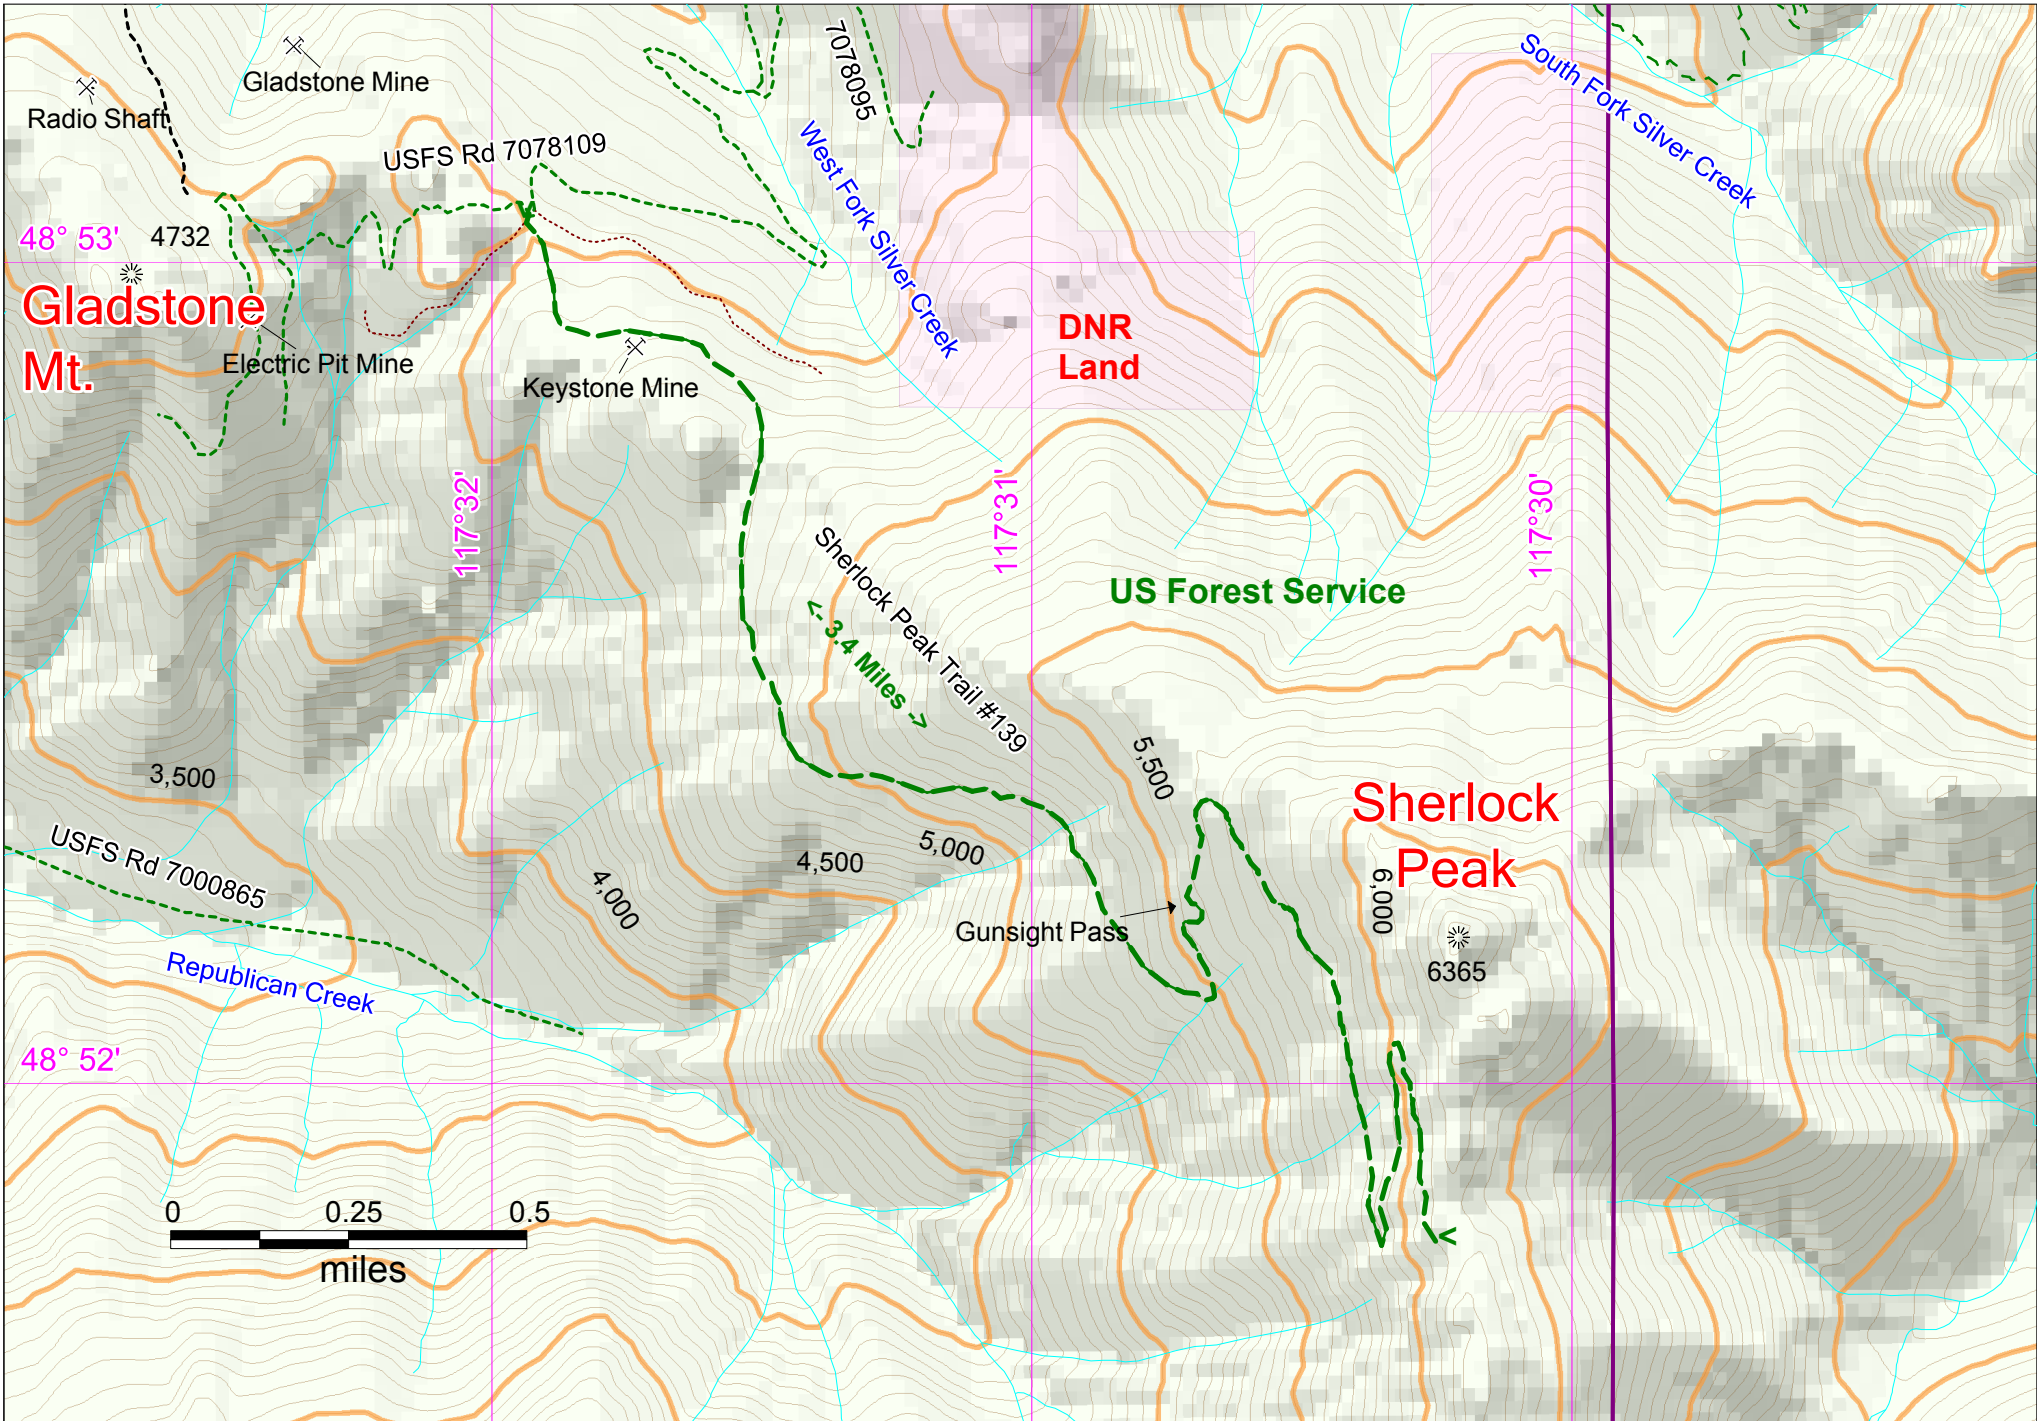 Gladstone Mine
Radio Shaft
7078095
South Fork Silver Creek
USFS Rd 7078109
West Fork Silver Creek
48° 53'
4732
Gladstone
Mt.
Electric Pit Mine
Keystone Mine
DNR
Land
117°32'
117°31'
117°30'
Sherlock Peak Trail #139
<- 3.4 Miles ->
US Forest Service
3,500
5,500
Sherlock
Peak
USFS Rd 7000865
4,000
4,500
5,000
6,000
Gunsight Pass
6365
Republican Creek
48° 52'
0 0.25 0.5
miles
<